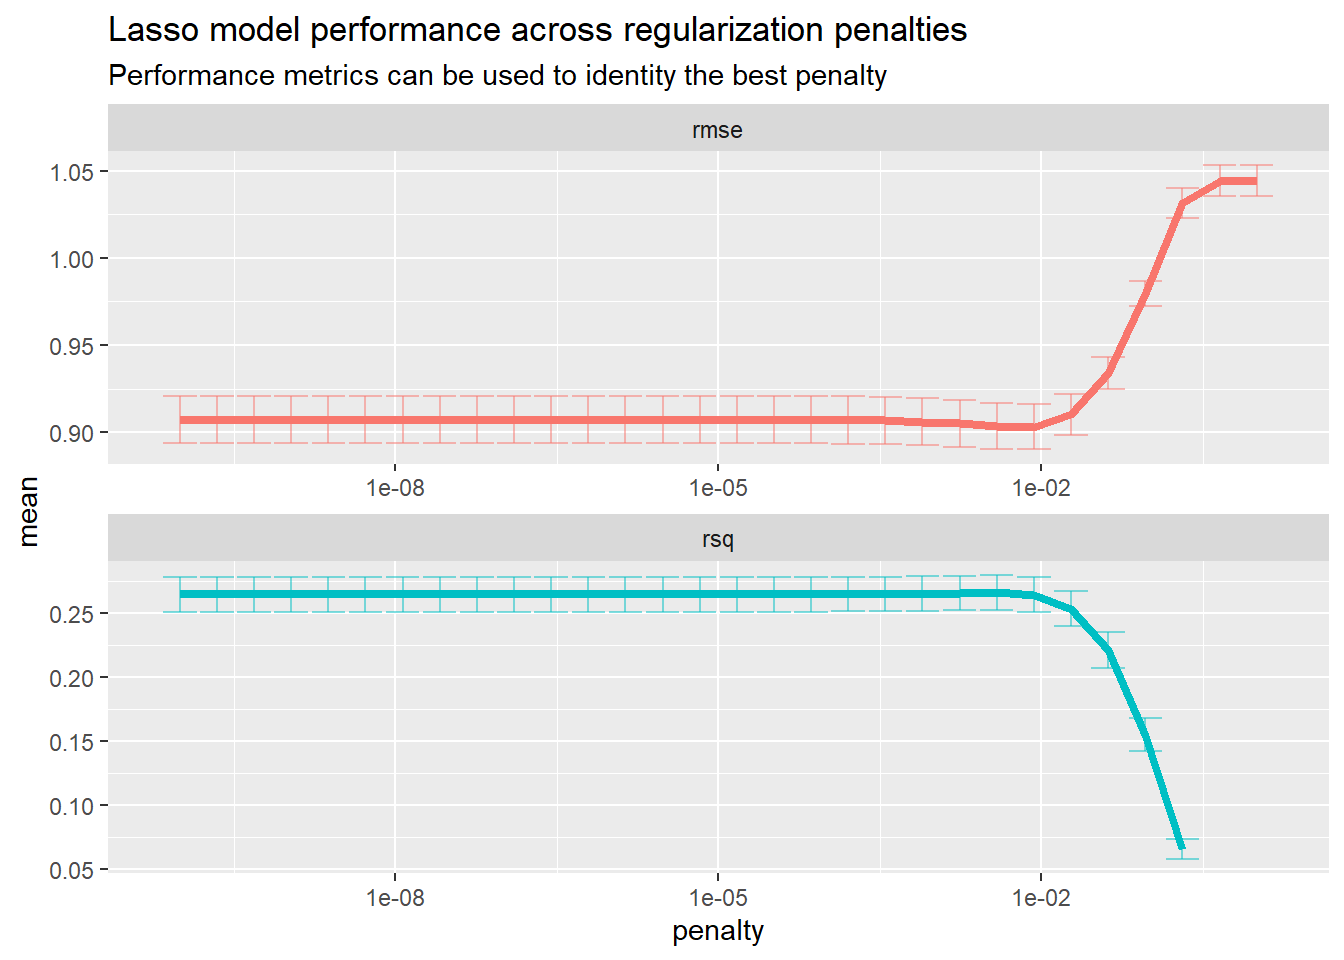 Lasso model performance across regularization penalties
Performance metrics can be used to identity the best penalty
rmse
1.05
1.00
0.95
0.90
1e-08 1e-05 1e-02
mean
rsq
0.25
0.20
0.15
0.10
0.05
1e-08 1e-05 1e-02
penalty